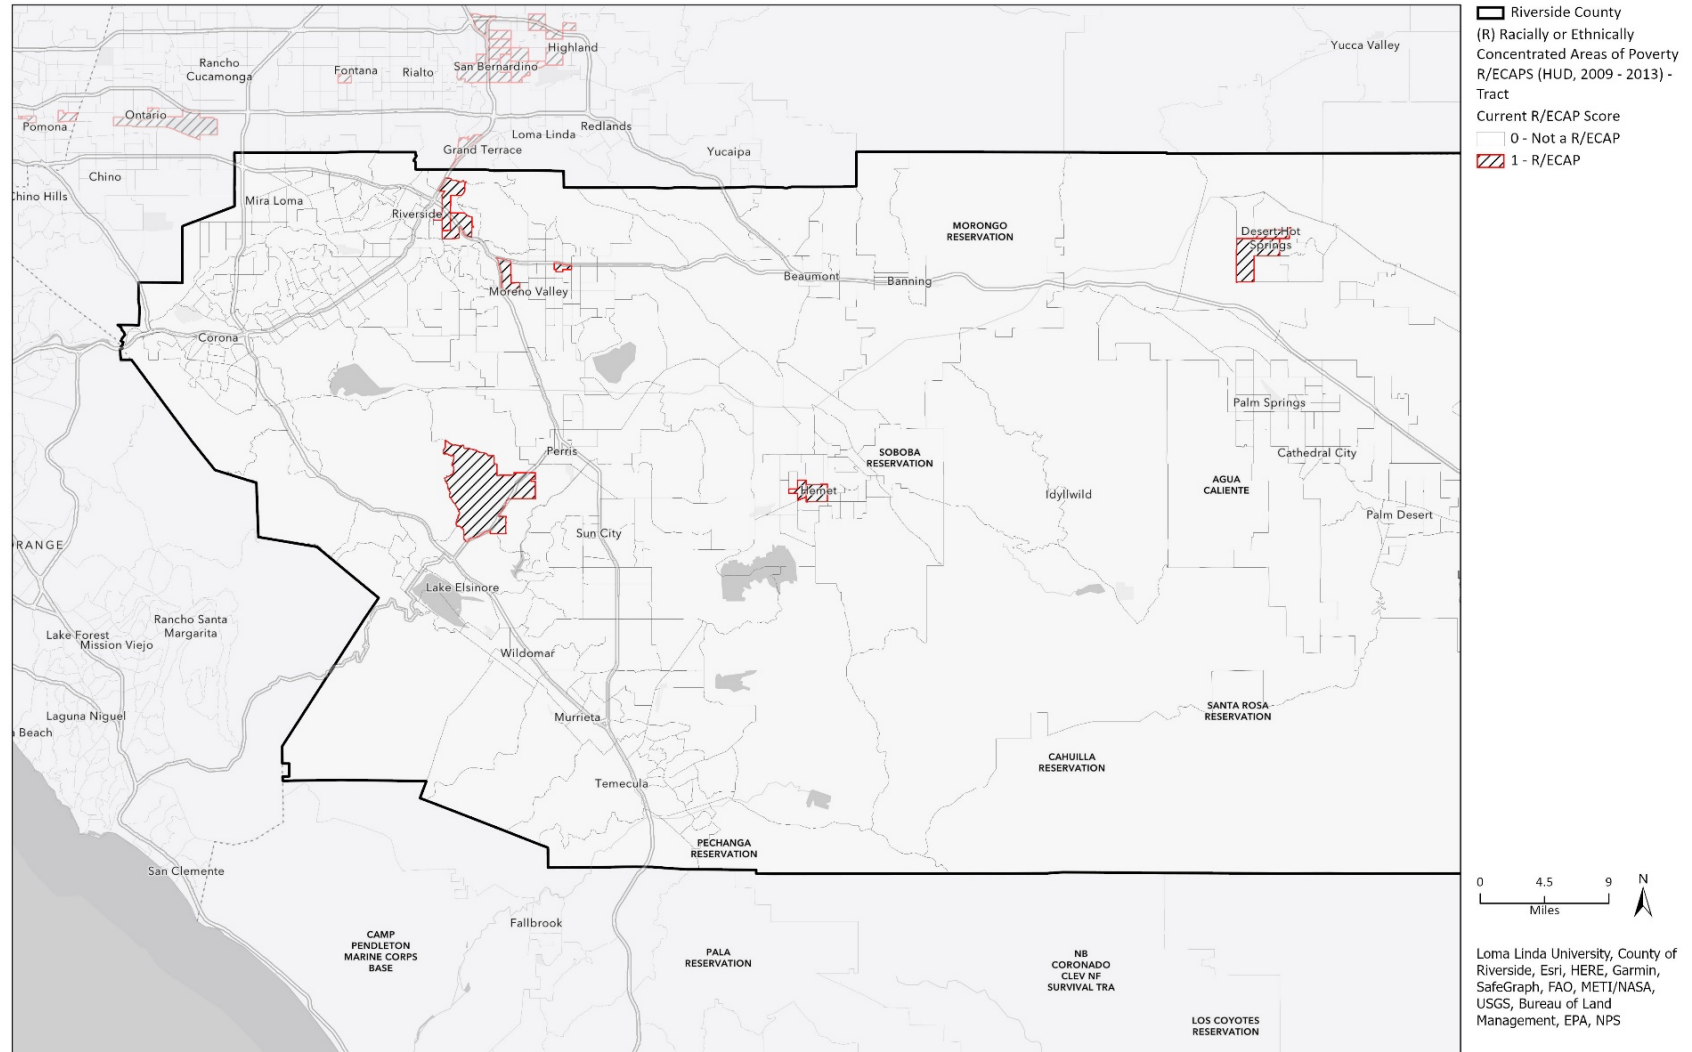 Riverside County
(R) Racially or Ethnically
Concentrated Areas of Poverty
R/ECAPS (HUD, 2009 - 2013) -
Tract
Current R/ECAP Score
0 - Not a R/ECAP
1 - R/ECAP
Highland
Yucca Valley
Rancho
Cucamonga
Fontana
Rialto
San Bernardino
Ontario
Pomona
Loma Linda
Redlands
Grand Terrace
Yucaipa
Chino
Chino Hills
Mira Loma
Riverside
MORONGO
RESERVATION
Desert Hot
Springs
Beaumont
Banning
Moreno Valley
Corona
Palm Springs
Perris
SOBOBA
RESERVATION
Cathedral City
Hemet
Idyllwild
AGUA
CALIENTE
Palm Desert
Sun City
RANGE
Lake Elsinore
Rancho Santa
Margarita
Lake Forest
Mission Viejo
Wildomar
Laguna Niguel
Beach
Murrieta
SANTA ROSA
RESERVATION
CAHUILLA
RESERVATION
Temecula
PECHANGA
RESERVATION
San Clemente
Fallbrook
CAMP
PENDLETON
MARINE CORPS
BASE
PALA
RESERVATION
NB
CORONADO
CLEV NF
SURVIVAL TRA
LOS COYOTES
RESERVATION
0 4.5 9
Miles
N
Loma Linda University, County of
Riverside, Esri, HERE, Garmin,
SafeGraph, FAO, METI/NASA,
USGS, Bureau of Land
Management, EPA, NPS